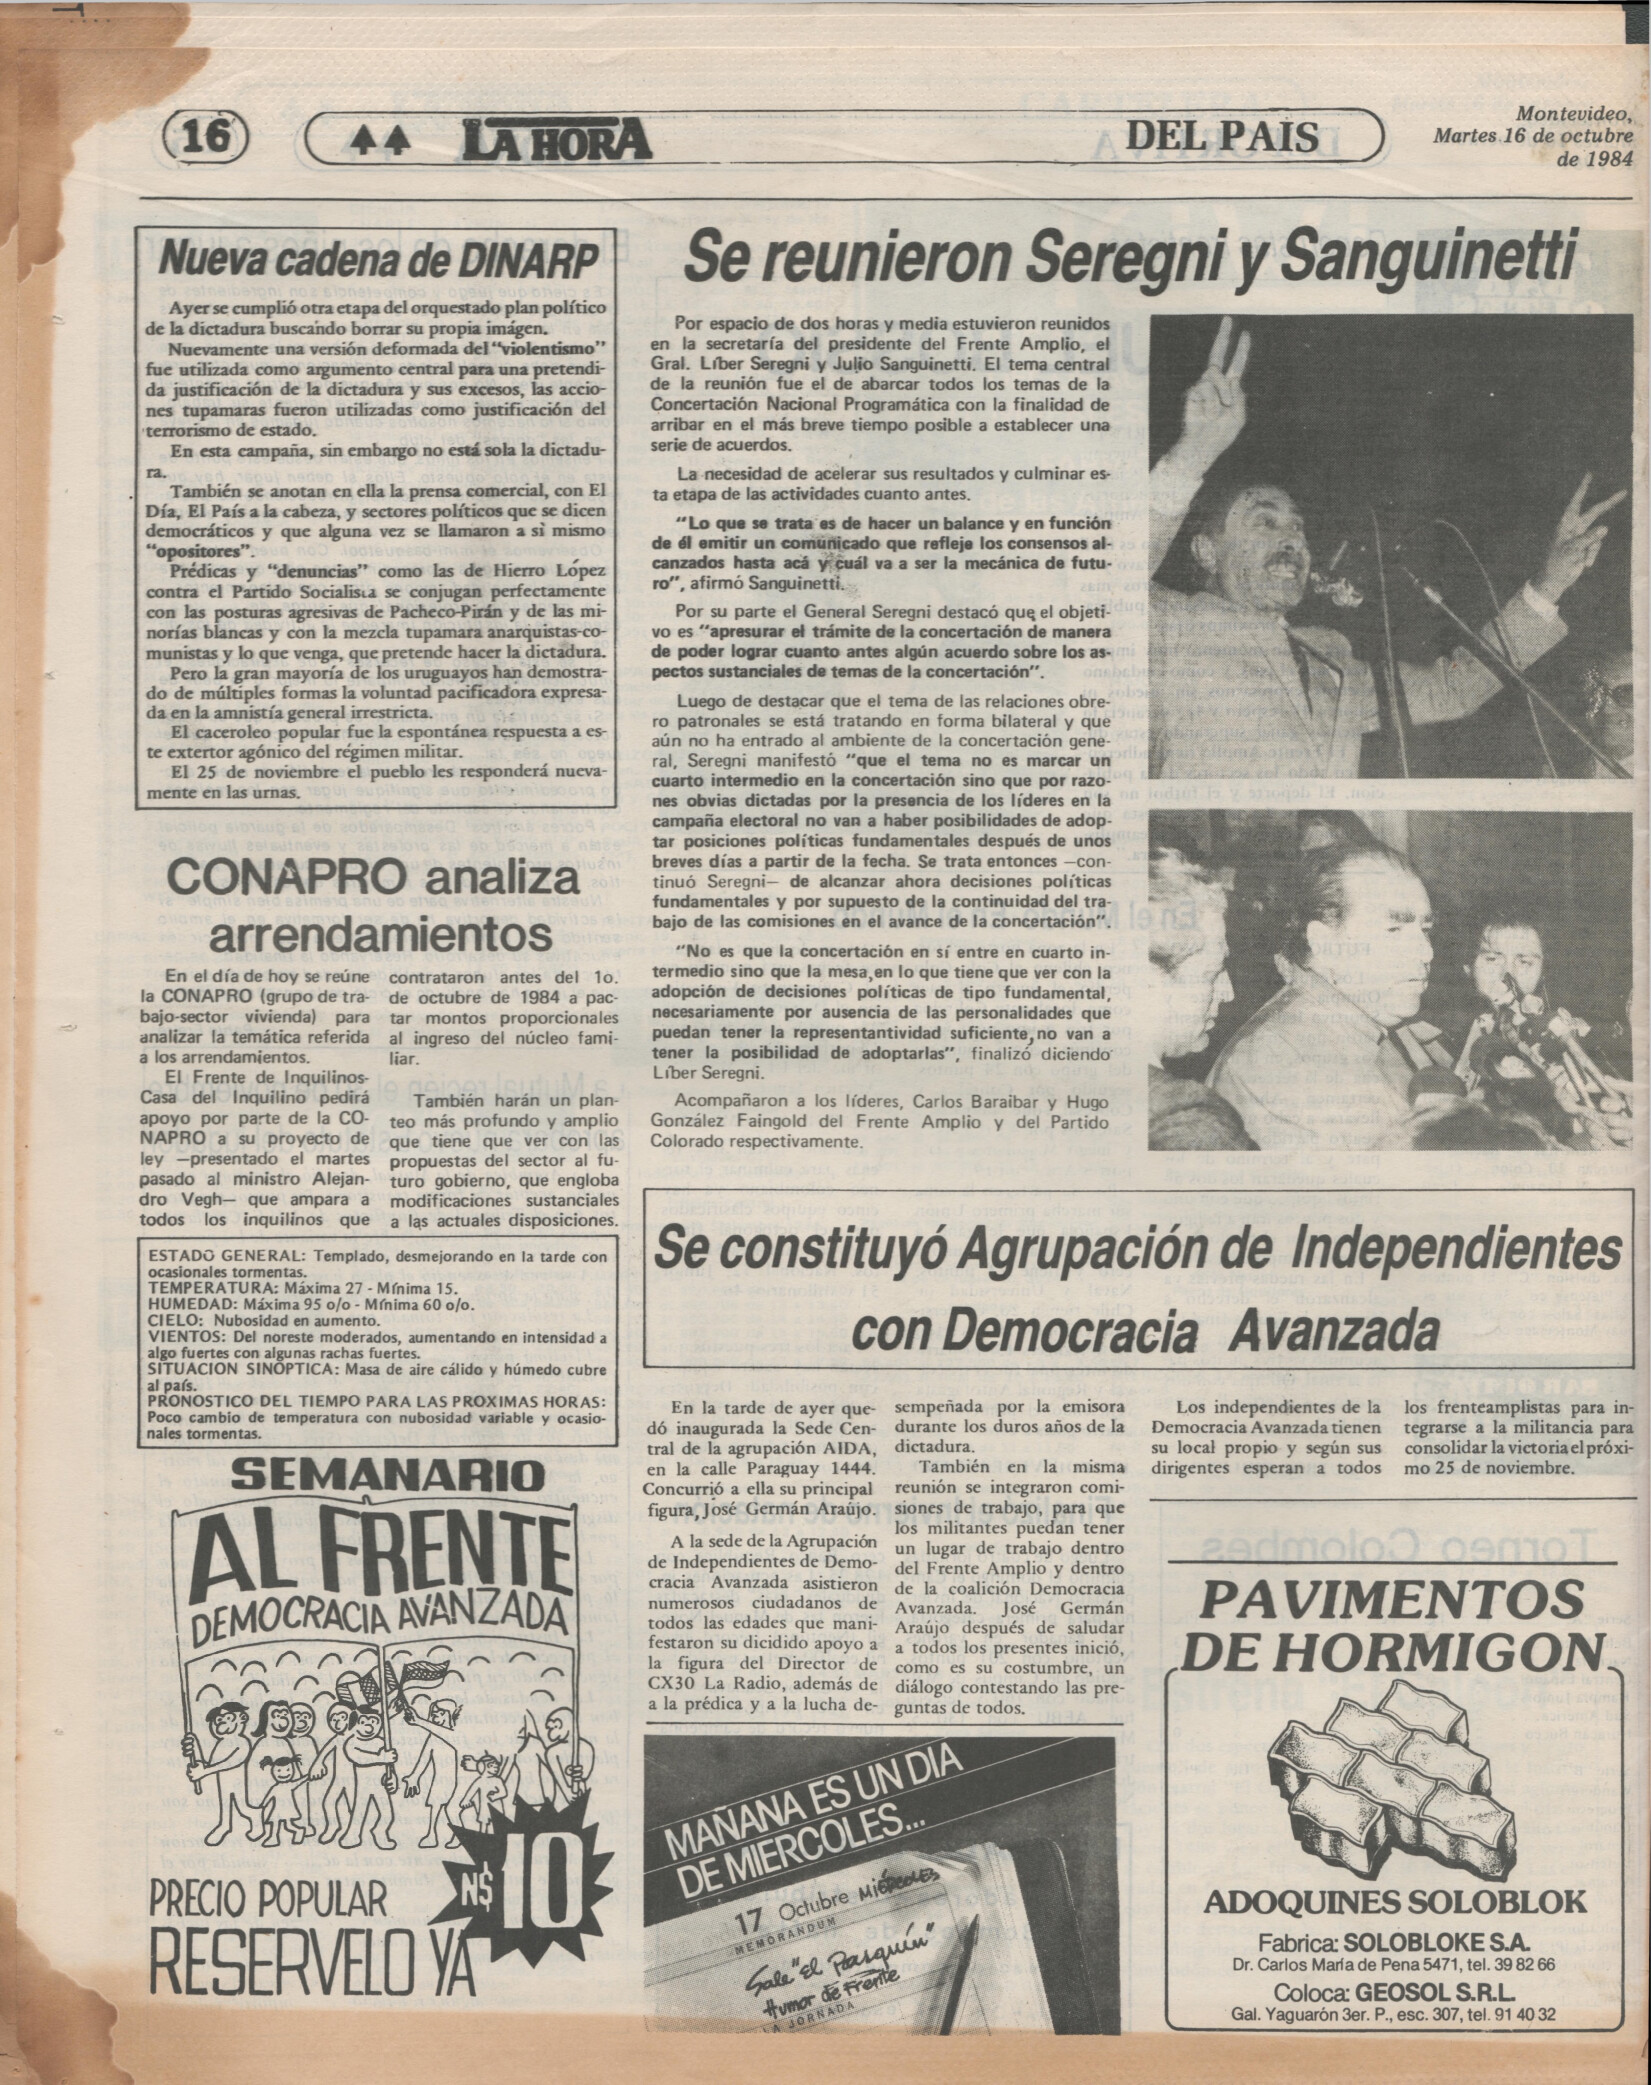 16
LA HORA
DEL PAIS
Montevideo,
Martes 16 de octubre
de 1984
Nueva cadena de DINARP
Ayer se cumplió otra etapa del orquestado plan político
de la dictadura buscando borrar su propia imágen.
Nuevamente una versión deformada del "violentismo"
fue utilizada como argumento central para una pretendi-
da justificación de la dictadura y sus excesos, las accio-
nes tupamaras fueron utilizadas como justificación del
terrorismo de estado.
En esta campaña, sin embargo no está sola la dictadu-
ra.
También se anotan en ella la prensa comercial, con El
Día, El País a la cabeza, y sectores políticos que se dicen
democráticos y que alguna vez se llamaron a sì mismo
"opositores".
Prédicas y "denuncias" como las de Hierro López
contra el Partido Socialista se conjugan perfectamente
con las posturas agresivas de Pacheco-Pirán y de las mi-
norías blancas y con la mezcla tupamara anarquistas-co-
munistas y lo que venga, que pretende hacer la dictadura.
Pero la gran mayoría de los uruguayos han demostra-
do de múltiples formas la voluntad pacificadora expresa-
da en la amnistía general irrestricta.
El caceroleo popular fue la espontánea respuesta a es-
te extertor agónico del régimen militar.
El 25 de noviembre el pueblo les responderá nueva-
mente en las urnas.
CONAPRO analiza
arrendamientos
En el día de hoy se reúne
la CONAPRO (grupo de tra-
bajo-sector vivienda) para
analizar la temática referida
a los arrendamientos.
El Frente de Inquilinos-
Casa del Inquilino pedirá
apoyo por parte de la CO-
NAPRO a su proyecto de
ley —presentado el martes
pasado al ministro Alejan-
dro Vegh— que ampara a
todos los inquilinos que
contrataron antes del 1o.
de octubre de 1984 a pac-
tar montos proporcionales
al ingreso del núcleo fami-
liar.
También harán un plan-
teo más profundo y amplio
que tiene que ver con las
propuestas del sector al fu-
turo gobierno, que engloba
modificaciones sustanciales
a las actuales disposiciones.
ESTADO GENERAL: Templado, desmejorando en la tarde con
ocasionales tormentas.
TEMPERATURA: Máxima 27 - Mínima 15.
HUMEDAD: Máxima 95 o/o - Mínima 60 o/o.
CIELO: Nubosidad en aumento.
VIENTOS: Del noreste moderados, aumentando en intensidad a
algo fuertes con algunas rachas fuertes.
SITUACION SINOPTICA: Masa de aire cálido y húmedo cubre
al país.
PRONOSTICO DEL TIEMPO PARA LAS PROXIMAS HORAS:
Poco cambio de temperatura con nubosidad variable y ocasio-
nales tormentas.
SEMANARIO
AL FRENTE
DEMOCRACIA AVANZADA
N$ 10
PRECIO POPULAR
RESERVELO YA
Se reunieron Seregni y Sanguinetti
Por espacio de dos horas y media estuvieron reunidos
en la secretaría del presidente del Frente Amplio, el
Gral. Líber Seregni y Julio Sanguinetti. El tema central
de la reunión fue el de abarcar todos los temas de la
Concertación Nacional Programática con la finalidad de
arribar en el más breve tiempo posible a establecer una
serie de acuerdos.
La necesidad de acelerar sus resultados y culminar es-
ta etapa de las actividades cuanto antes.
"Lo que se trata es de hacer un balance y en función
de él emitir un comunicado que refleje los consensos al-
canzados hasta acá y cuál va a ser la mecánica de futu-
ro", afirmó Sanguinetti.
Por su parte el General Seregni destacó que el objeti-
vo es "apresurar el trámite de la concertación de manera
de poder lograr cuanto antes algún acuerdo sobre los as-
pectos sustanciales de temas de la concertación".
Luego de destacar que el tema de las relaciones obre-
ro patronales se está tratando en forma bilateral y que
aún no ha entrado al ambiente de la concertación gene-
ral, Seregni manifestó "que el tema no es marcar un
cuarto intermedio en la concertación sino que por razo-
nes obvias dictadas por la presencia de los líderes en la
campaña electoral no van a haber posibilidades de adop-
tar posiciones políticas fundamentales después de unos
breves días a partir de la fecha. Se trata entonces —con-
tinuó Seregni— de alcanzar ahora decisiones políticas
fundamentales y por supuesto de la continuidad del tra-
bajo de las comisiones en el avance de la concertación".
"No es que la concertación en sí entre en cuarto in-
termedio sino que la mesa,en lo que tiene que ver con la
adopción de decisiones políticas de tipo fundamental,
necesariamente por ausencia de las personalidades que
puedan tener la representantividad suficiente,no van a
tener la posibilidad de adoptarlas", finalizó diciendo
Líber Seregni.
Acompañaron a los líderes, Carlos Baraibar y Hugo
González Faingold del Frente Amplio y del Partido
Colorado respectivamente.
Se constituyó Agrupación de Independientes
con Democracia Avanzada
En la tarde de ayer que-
dó inaugurada la Sede Cen-
tral de la agrupación AIDA,
en la calle Paraguay 1444.
Concurrió a ella su principal
figura,José Germán Araújo.
A la sede de la Agrupación
de Independientes de Demo-
cracia Avanzada asistieron
numerosos ciudadanos de
todos las edades que mani-
festaron su dicidido apoyo a
la figura del Director de
CX30 La Radio, además de
a la prédica y a la lucha de-
sempeñada por la emisora
durante los duros años de la
dictadura.
También en la misma
reunión se integraron comi-
siones de trabajo, para que
los militantes puedan tener
un lugar de trabajo dentro
del Frente Amplio y dentro
de la coalición Democracia
Avanzada. José Germán
Araújo después de saludar
a todos los presentes inició,
como es su costumbre, un
diálogo contestando las pre-
guntas de todos.
Los independientes de la
Democracia Avanzada tienen
su local propio y según sus
dirigentes esperan a todos
los frenteamplistas para in-
tegrarse a la militancia para
consolidar la victoria el próxi-
mo 25 de noviembre.
MAÑANA ES UN DIA
DE MIERCOLES...
17 Octubre MIÉRCOLES
MEMORANDUM
Sale "El Pasquín"
Humor de Frente
LA JORNADA
PAVIMENTOS
DE HORMIGON
ADOQUINES SOLOBLOK
Fabrica: SOLOBLOKE S.A.
Dr. Carlos María de Pena 5471, tel. 39 82 66
Coloca: GEOSOL S.R.L.
Gal. Yaguarón 3er. P., esc. 307, tel. 91 40 32